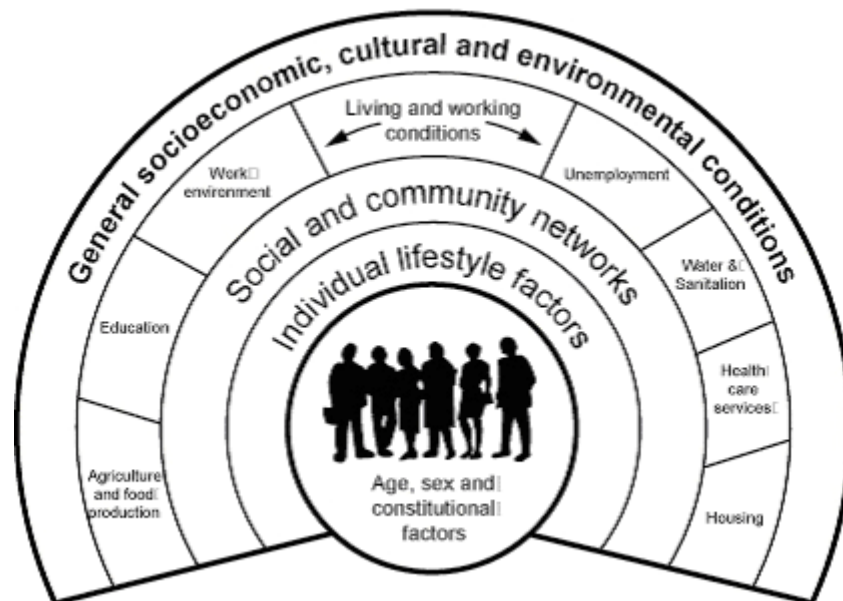 General socioeconomic, cultural and environmental conditions
Living and working
conditions
Work
environment
Unemployment
Education
Water &
Sanitation
Agriculture
and food
production
Health
care
services
Housing
Social and community networks
Individual lifestyle factors
Age, sex and
constitutional
factors